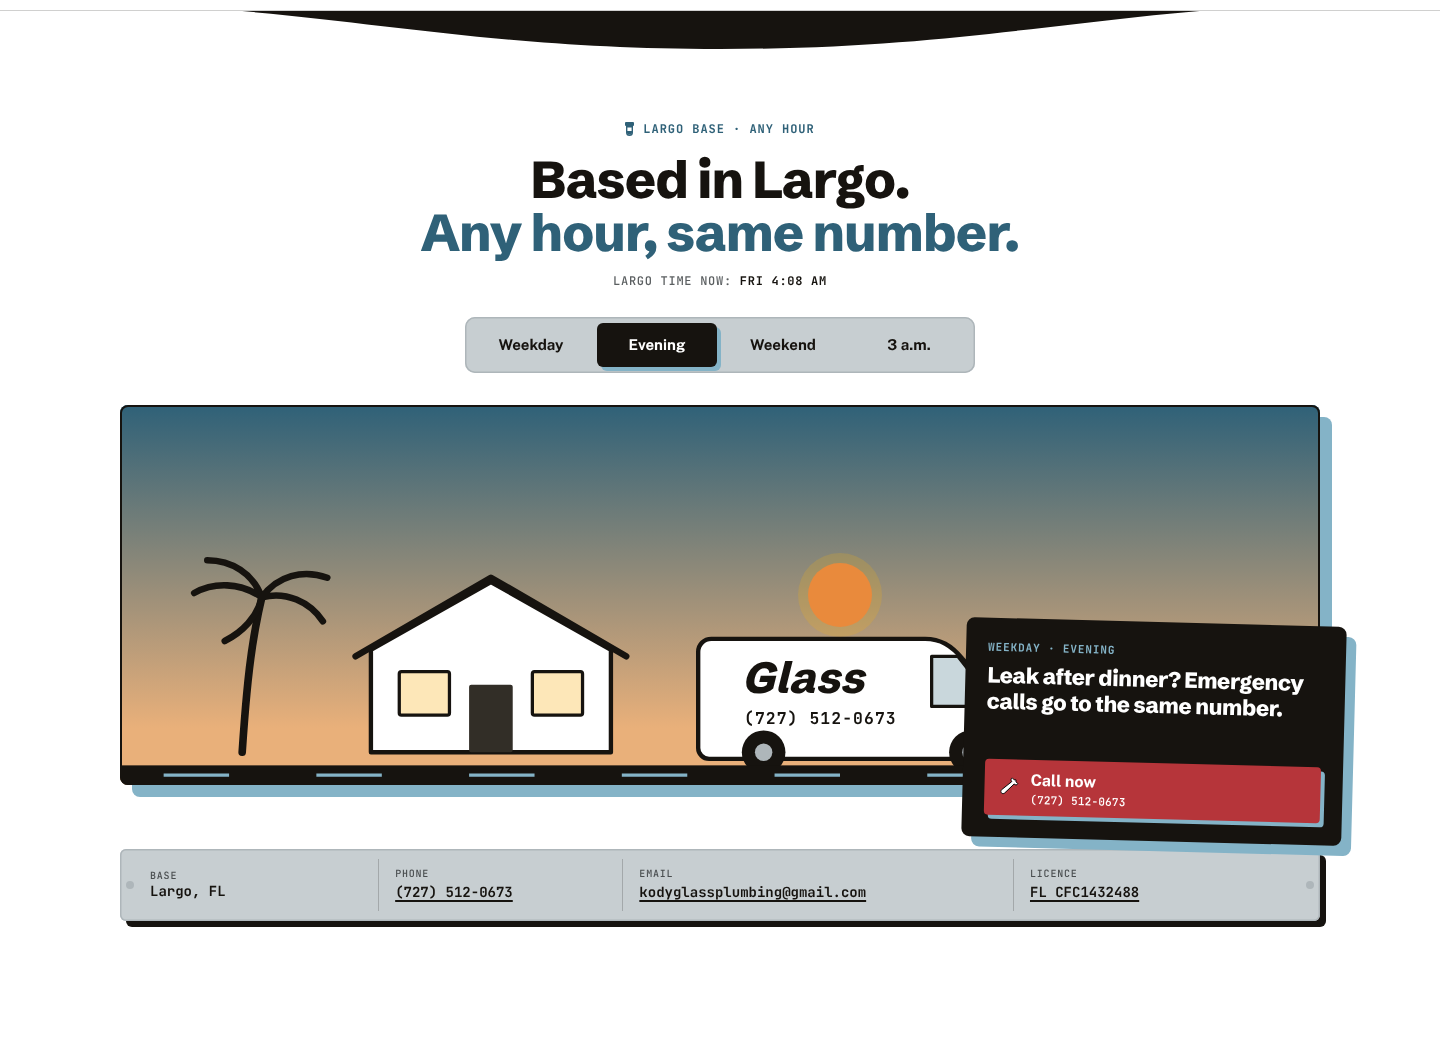 LARGO BASE · ANY HOUR
Based in Largo.
Any hour, same number.
LARGO TIME NOW: FRI 4:08 AM
Weekday
Evening
Weekend
3 a.m.
Glass
(727) 512-0673
WEEKDAY · EVENING
Leak after dinner? Emergency
calls go to the same number.
Call now
(727) 512-0673
BASE
Largo, FL
PHONE
(727) 512-0673
EMAIL
kodyglassplumbing@gmail.com
LICENCE
FL CFC1432488